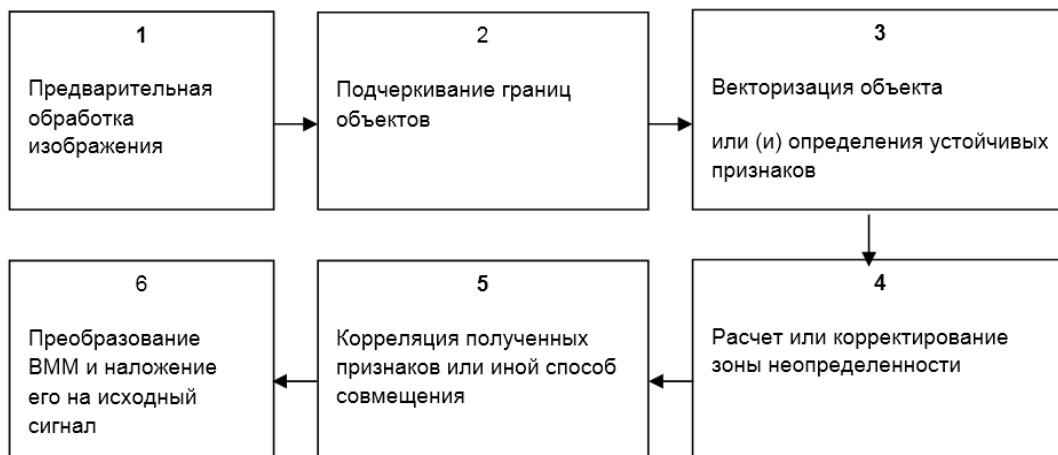 1
Предварительная
обработка
изображения
2
Подчеркивание границ
объектов
3
Векторизация объекта
или (и) определения устойчивых
признаков
4
Расчет или корректирование
зоны неопределенности
5
Корреляция полученных
признаков или иной способ
совмещения
6
Преобразование
ВММ и наложение
его на исходный
сигнал